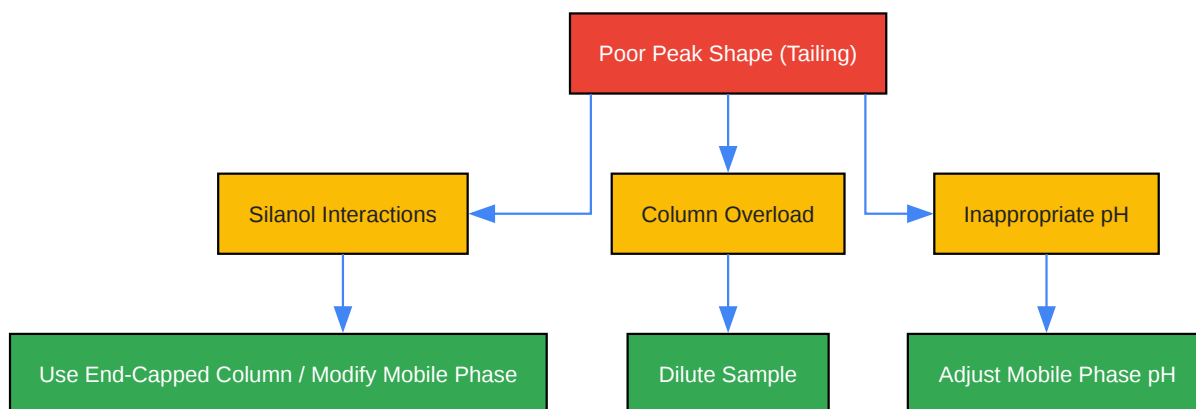 Poor Peak Shape (Tailing)
Silanol Interactions
Column Overload
Inappropriate pH
Use End-Capped Column / Modify Mobile Phase
Dilute Sample
Adjust Mobile Phase pH